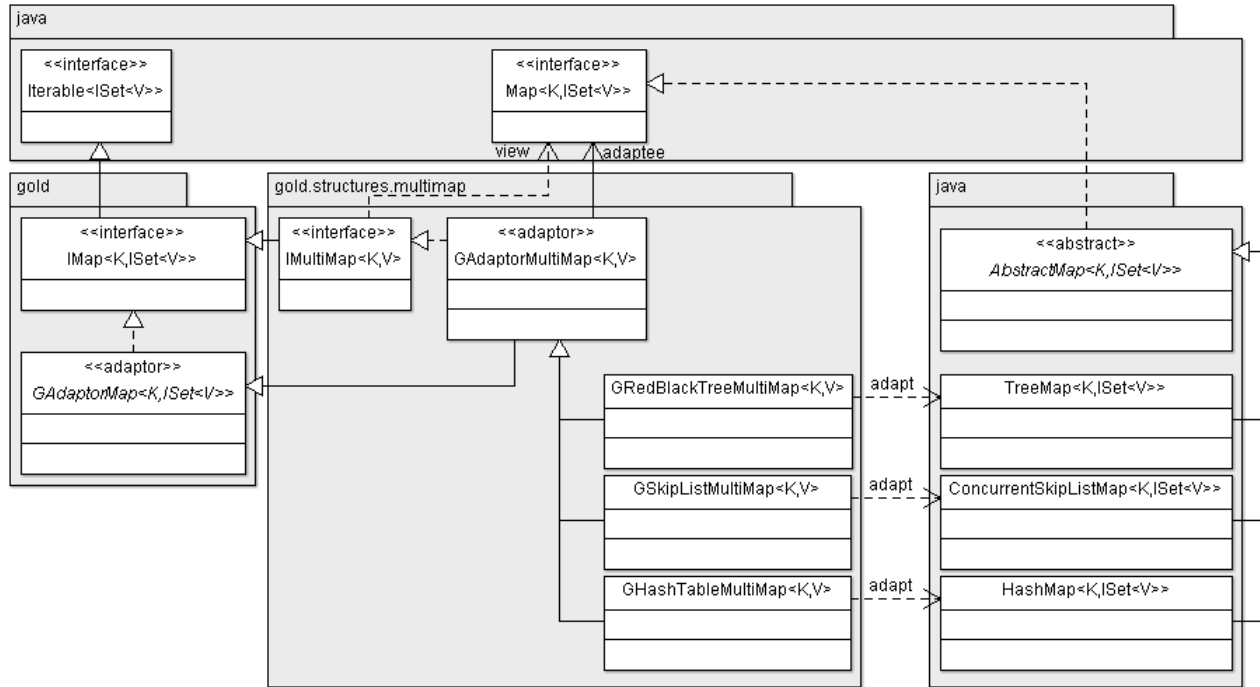 java
<<interface>>
Iterable<ISet<V>>
<<interface>>
Map<K,ISet<V>>
view
adaptee
gold
gold.structures.multimap
java
<<interface>>
IMap<K,ISet<V>>
<<interface>>
IMultiMap<K,V>
<<adaptor>>
GAdaptorMultiMap<K,V>
<<abstract>>
AbstractMap<K,ISet<V>>
<<adaptor>>
GAdaptorMap<K,ISet<V>>
GRedBlackTreeMultiMap<K,V>
adapt
TreeMap<K,ISet<V>>
GSkipListMultiMap<K,V>
adapt
ConcurrentSkipListMap<K,ISet<V>>
GHashTableMultiMap<K,V>
adapt
HashMap<K,ISet<V>>